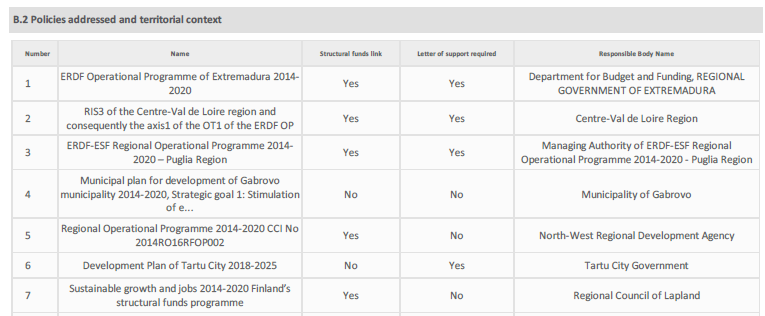 B.2 Policies addressed and territorial context
Number Name Structural funds link Letter of support required Responsible Body Name
1 ERDF Operational Programme of Extremadura 2014-
2020 Yes Yes Department for Budget and Funding, REGIONAL
GOVERNMENT OF EXTREMADURA
2 RIS3 of the Centre-Val de Loire region and
consequently the axis1 of the OT1 of the ERDF OP Yes Yes Centre-Val de Loire Region
3 ERDF-ESF Regional Operational Programme 2014-
2020 – Puglia Region Yes Yes Managing Authority of ERDF-ESF Regional
Operational Programme 2014-2020 - Puglia Region
4 Municipal plan for development of Gabrovo
municipality 2014-2020, Strategic goal 1: Stimulation
of e... No No Municipality of Gabrovo
5 Regional Operational Programme 2014-2020 CCI No
2014RO16RFOP002 Yes No North-West Regional Development Agency
6 Development Plan of Tartu City 2018-2025 No Yes Tartu City Government
7 Sustainable growth and jobs 2014-2020 Finland's
structural funds programme Yes No Regional Council of Lapland